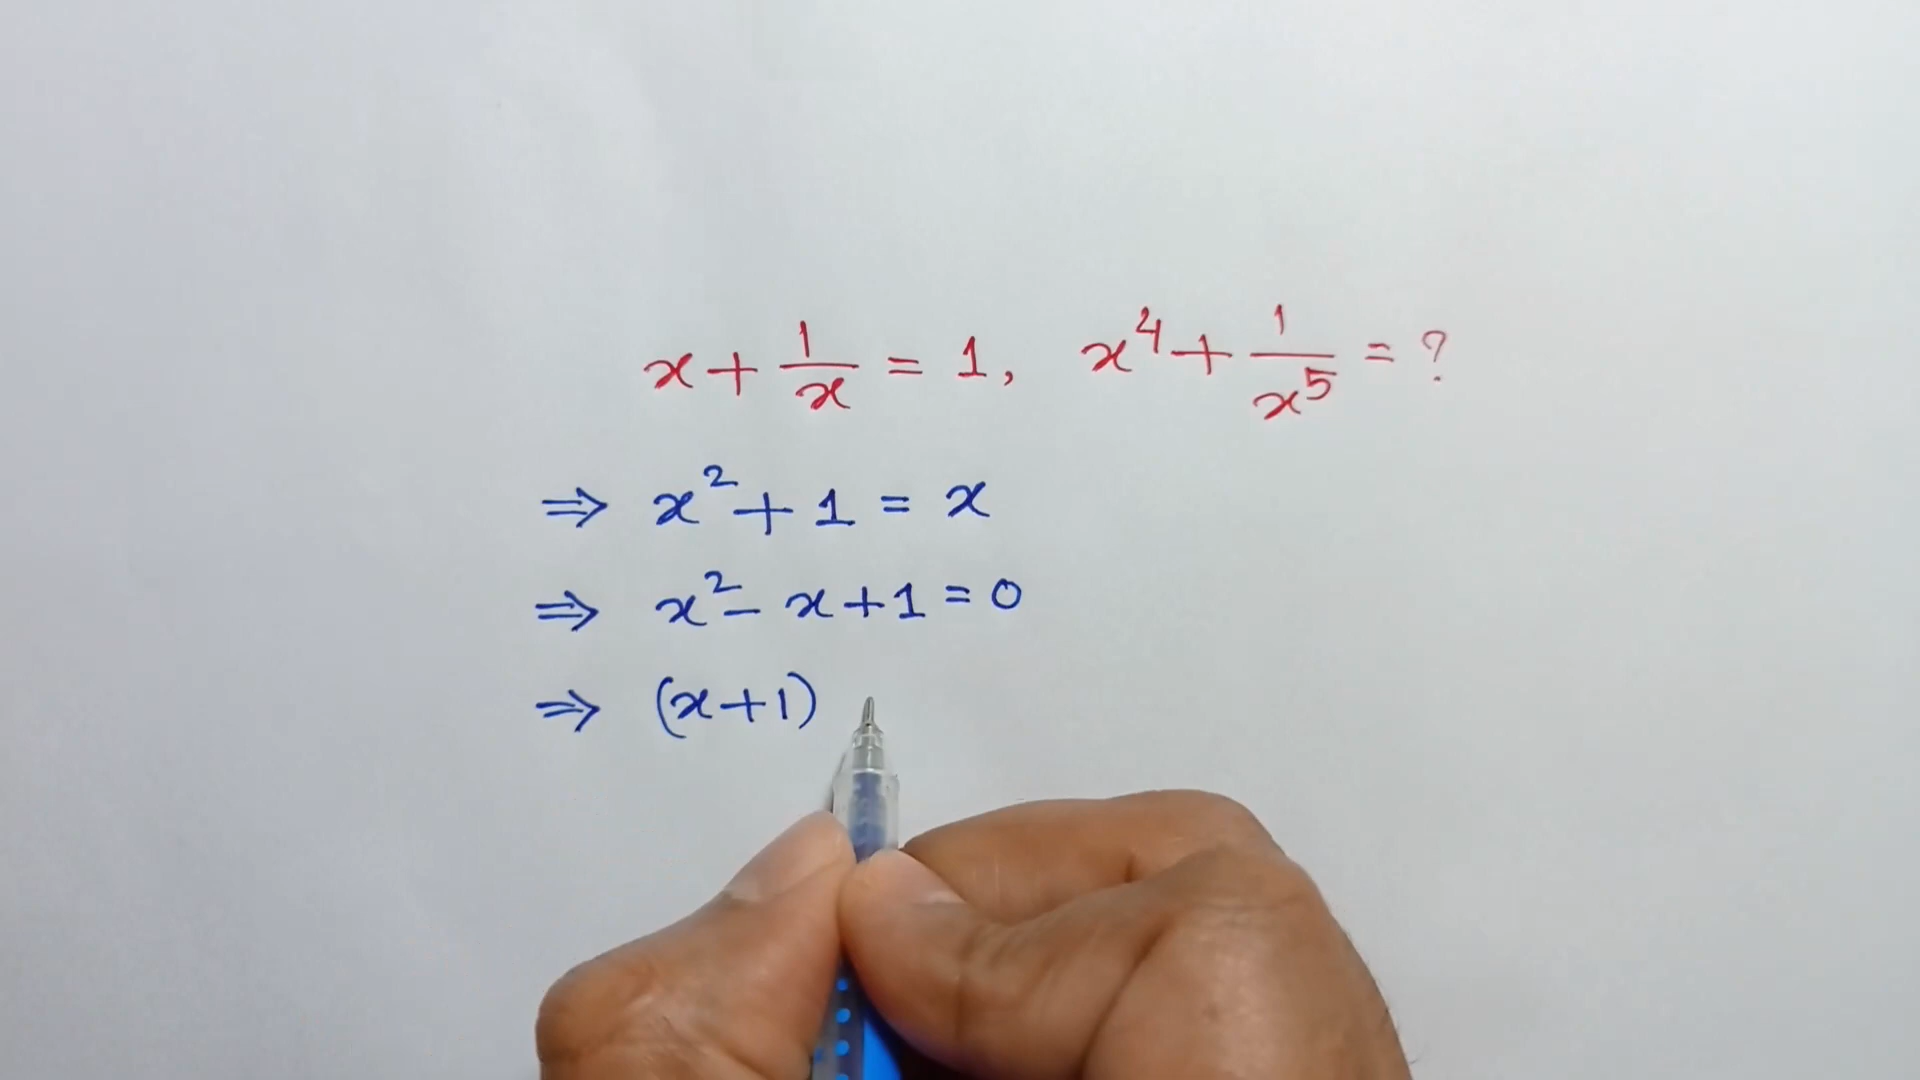 x + 1/x = 1, x⁴ + 1/x⁵ = ?
⇒ x² + 1 = x
⇒ x² - x + 1 = 0
⇒ (x+1)